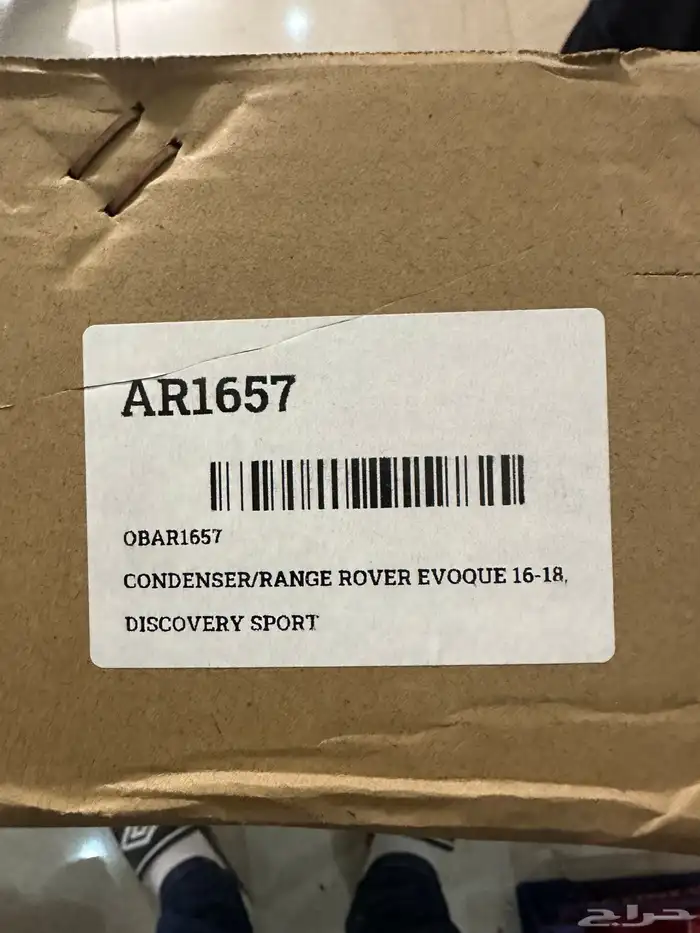 AR1657
OBAR1657
CONDENSER/RANGE ROVER EVOQUE 16-18,
DISCOVERY SPORT
حراج